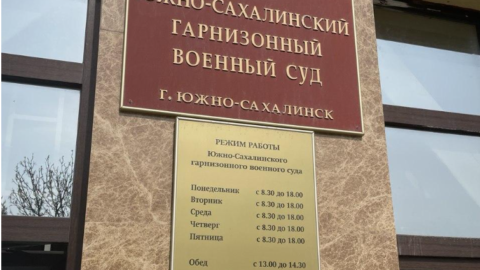 ЮЖНО-САХАЛИНСКИЙ
ГАРНИЗОННЫЙ
ВОЕННЫЙ СУД
Г. ЮЖНО-САХАЛИНСК
РЕЖИМ РАБОТЫ
Южно-Сахалинского
гарнизонного военного суда
Понедельник с 8.30 до 18.00
Вторник с 8.30 до 18.00
Среда с 8.30 до 18.00
Четверг с 8.30 до 18.00
Пятница с 8.30 до 18.00
Обед с 13.00 до 14.30